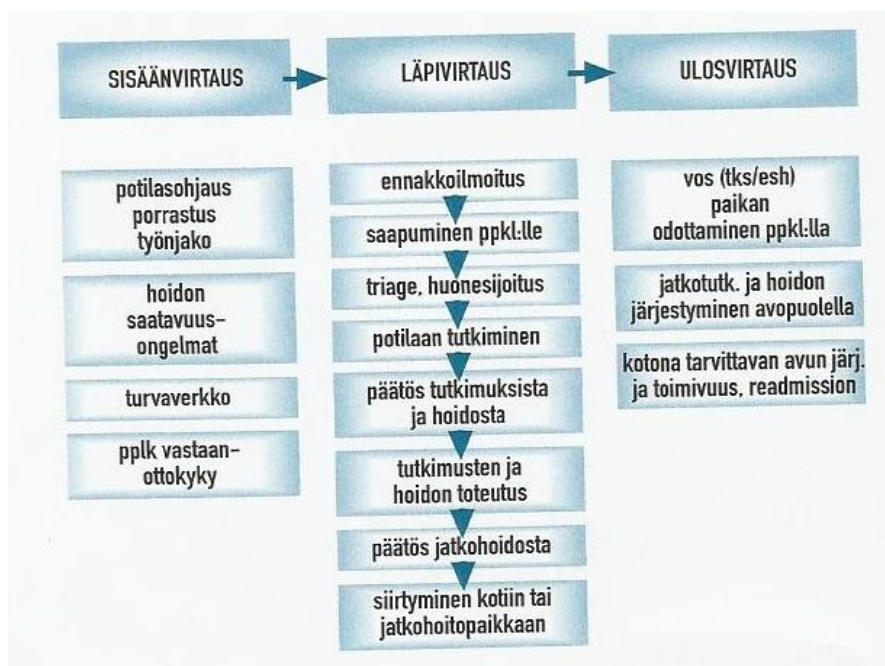 SISÄÄNVIRTAUS
LÄPIVIRTAUS
ULOSVIRTAUS
potilasohjaus
porrastus
työnjako
hoidon
saatavuus-
ongelmat
turvaverkko
pplk vastaan-
ottokyky
ennakkoilmoitus
saapuminen ppkl:lle
triage, huonesijoitus
potilaan tutkiminen
päätös tutkimuksista
ja hoidosta
tutkimusten ja
hoidon toteutus
päätös jatkohoidosta
siirtyminen kotiin tai
jatkohoitopaikkaan
vos (tks/esh)
paikan
odottaminen ppkl:lla
jatkotutk. ja hoidon
järjestyminen avopuolella
kotona tarvittavan avun järj.
ja toimivuus, readmission